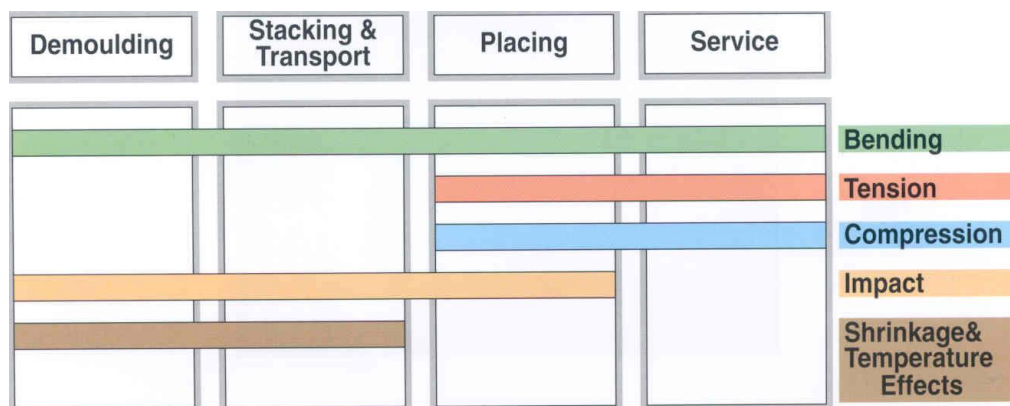 Demoulding
Stacking &
Transport
Placing
Service
Bending
Tension
Compression
Impact
Shrinkage&
Temperature
Effects